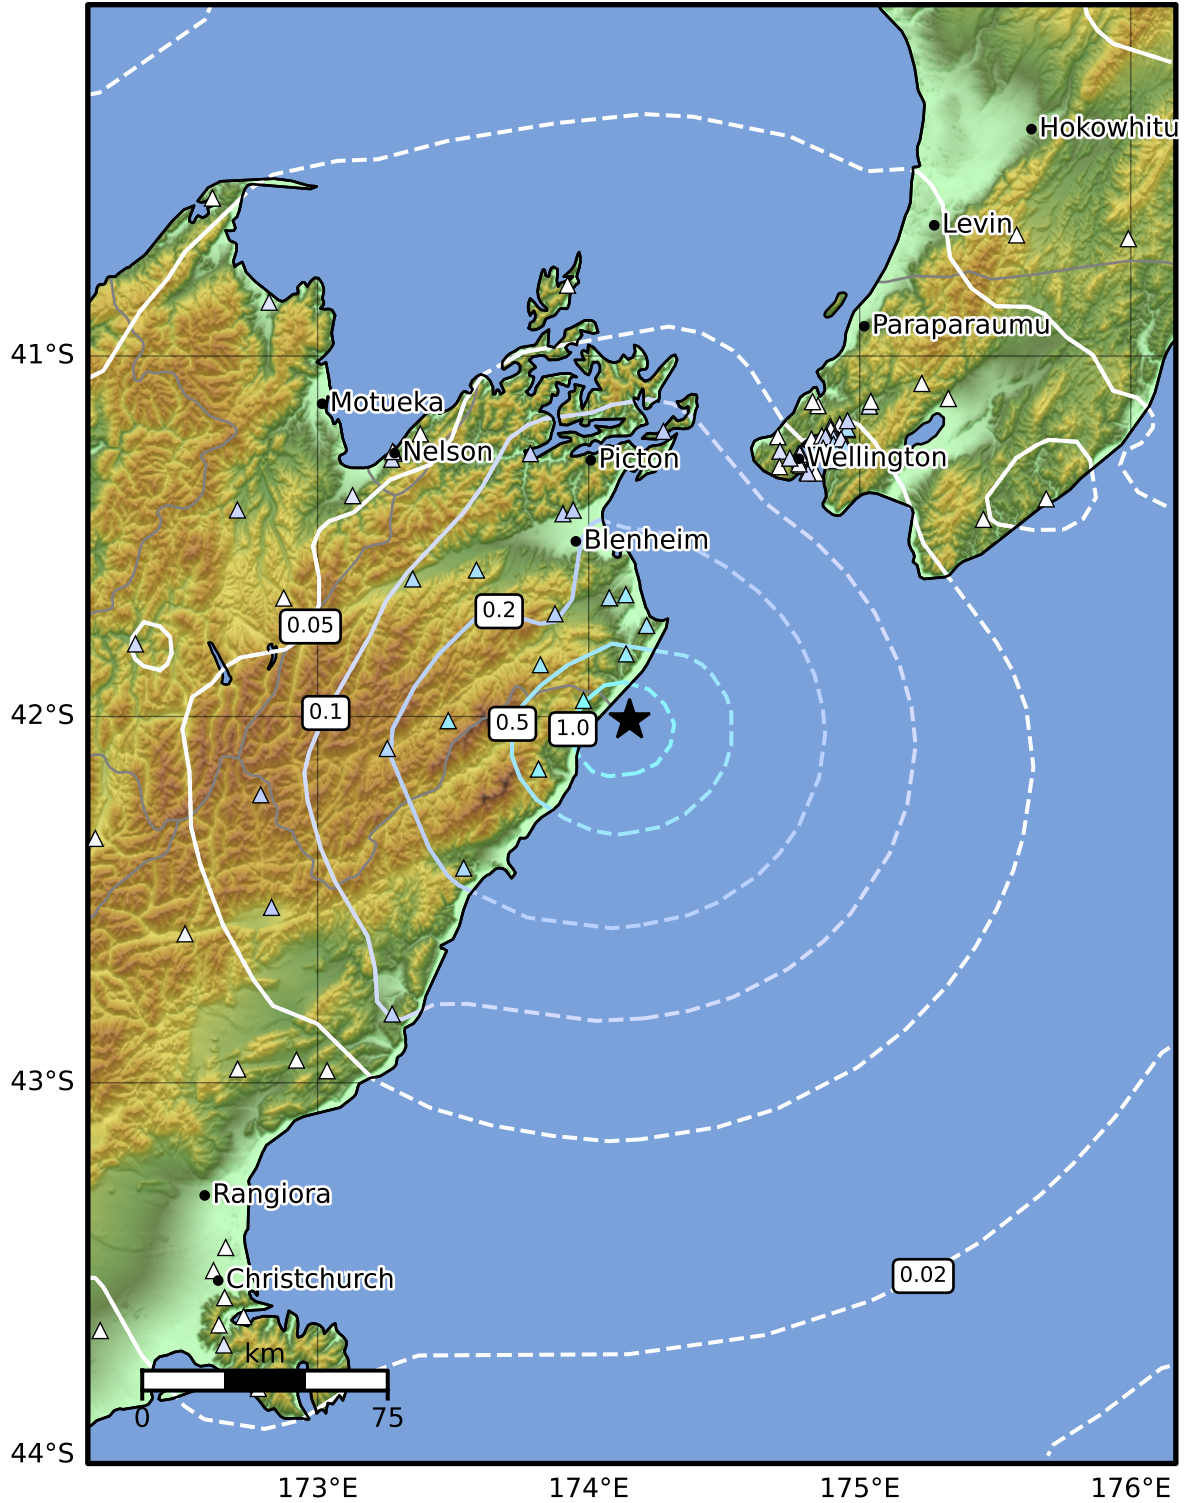 Hokowhitu
Levin
Paraparaumu
41°S
Motueka
Nelson
Picton
Wellington
Blenheim
0.2
0.05
0.1
0.5
1.0
42°S
43°S
Rangiora
Christchurch
0.02
km
0
75
44°S
173°E
174°E
175°E
176°E